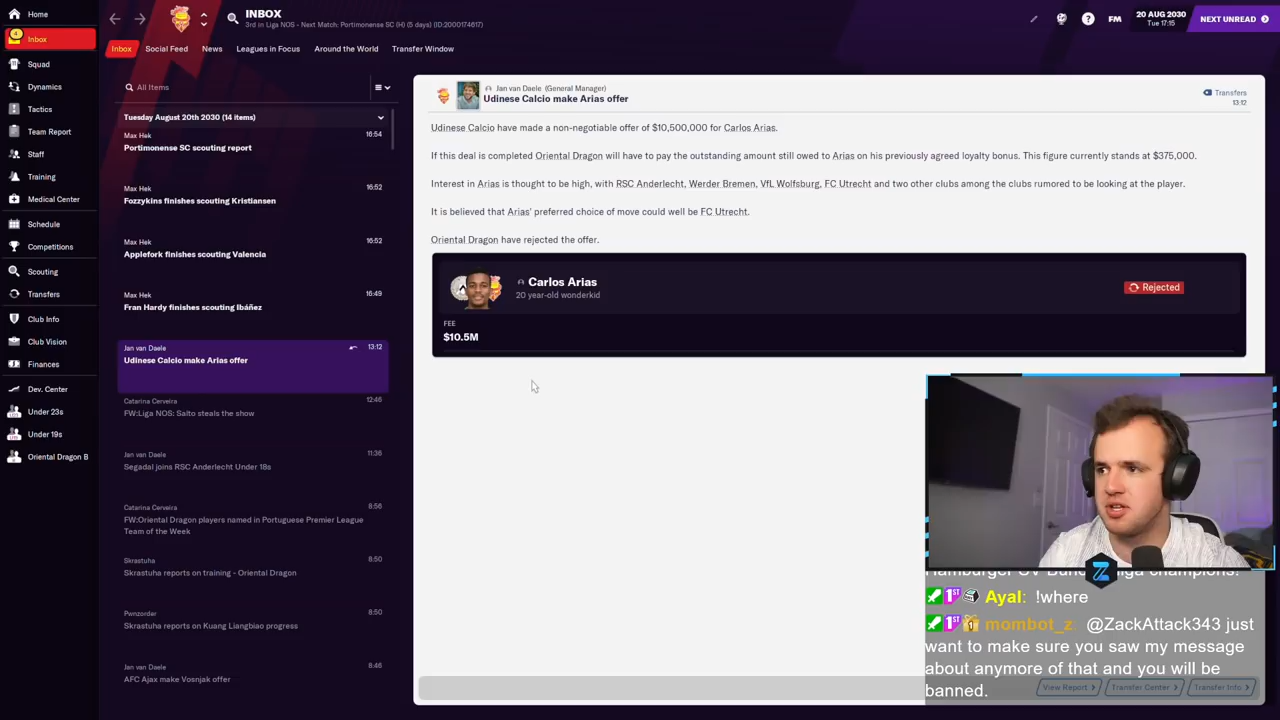 INBOX
3rd in Liga NOS - Next Match: Portimonense SC (H) (5 days) (ID:2000174617)
FM
20 AUG 2030
Tue 17:15
NEXT UNREAD
Home
4
Inbox
Squad
Dynamics
Tactics
Team Report
Staff
Training
Medical Center
Schedule
Competitions
Scouting
Transfers
Club Info
Club Vision
Finances
Dev. Center
Under 23s
Under 19s
Oriental Dragon B
Inbox
Social Feed
News
Leagues in Focus
Around the World
Transfer Window
All Items
Tuesday August 20th 2030 (14 items)
Max Hek
16:54
Portimonense SC scouting report
Max Hek
16:52
Fozzykins finishes scouting Kristiansen
Max Hek
16:52
Applefork finishes scouting Valencia
Max Hek
16:49
Fran Hardy finishes scouting Ibáñez
Jan van Daele
13:12
Udinese Calcio make Arias offer
Catarina Cerveira
12:46
FW:Liga NOS: Salto steals the show
Jan van Daele
11:36
Segadal joins RSC Anderlecht Under 18s
Catarina Cerveira
8:56
FW:Oriental Dragon players named in Portuguese Premier League
Team of the Week
Skrastuha
8:50
Skrastuha reports on training - Oriental Dragon
Pwnzorder
8:50
Skrastuha reports on Kuang Liangbiao progress
Jan van Daele
8:46
AFC Ajax make Vosnjak offer
Jan van Daele (General Manager)
Udinese Calcio make Arias offer
Transfers
13:12
Udinese Calcio have made a non-negotiable offer of $10,500,000 for Carlos Arias.
If this deal is completed Oriental Dragon will have to pay the outstanding amount still owed to Arias on his previously agreed loyalty bonus. This figure currently stands at $375,000.
Interest in Arias is thought to be high, with RSC Anderlecht, Werder Bremen, VfL Wolfsburg, FC Utrecht and two other clubs among the clubs rumored to be looking at the player.
It is believed that Arias' preferred choice of move could well be FC Utrecht.
Oriental Dragon have rejected the offer.
Carlos Arias
20 year-old wonderkid
Rejected
FEE
$10.5M
1ST Ayal: !where
1ST mombot_z @ZackAttack343 just
want to make sure you saw my message
about anymore of that and you will be
banned.
View Report
Transfer Center
Transfer Info